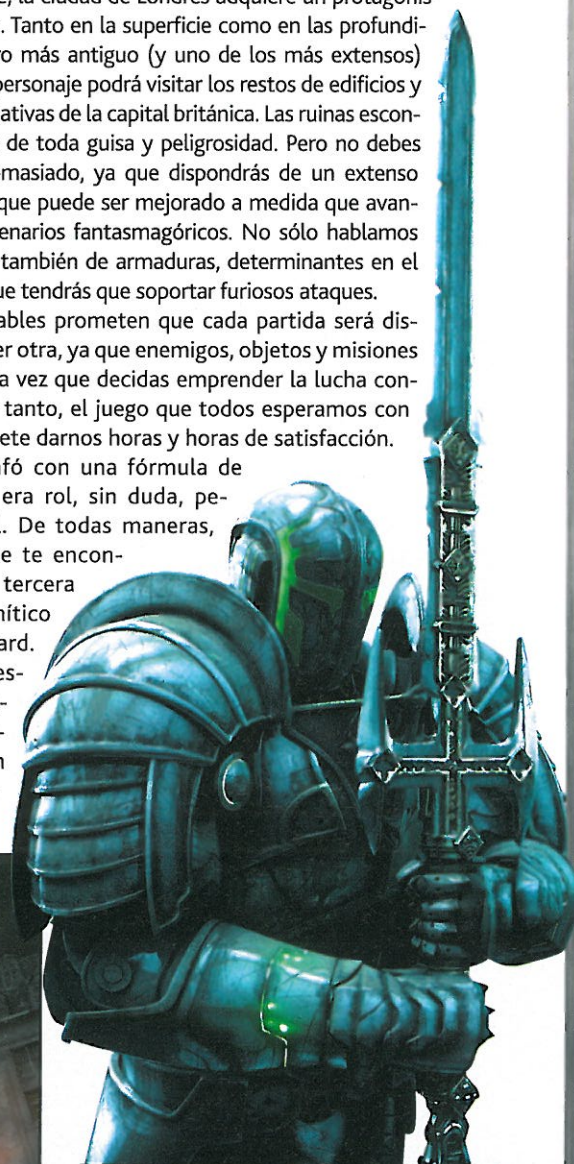 la ciudad de Londres adquiere un protagonis
. Tanto en la superficie como en las profundi-
o más antiguo (y uno de los más extensos)
personaje podrá visitar los restos de edificios y
ativas de la capital británica. Las ruinas escon-
de toda guisa y peligrosidad. Pero no debes
masiado, ya que dispondrás de un extenso
que puede ser mejorado a medida que avan-
enarios fantasmagóricos. No sólo hablamos
también de armaduras, determinantes en el
ue tendrás que soportar furiosos ataques.
ables prometen que cada partida será dis-
er otra, ya que enemigos, objetos y misiones
a vez que decidas emprender la lucha con-
tanto, el juego que todos esperamos con
ete darnos horas y horas de satisfacción.
afó con una fórmula de
era rol, sin duda, pe-
. De todas maneras,
e te encon-
tercera
nítico
ard.
es-
-
-
n